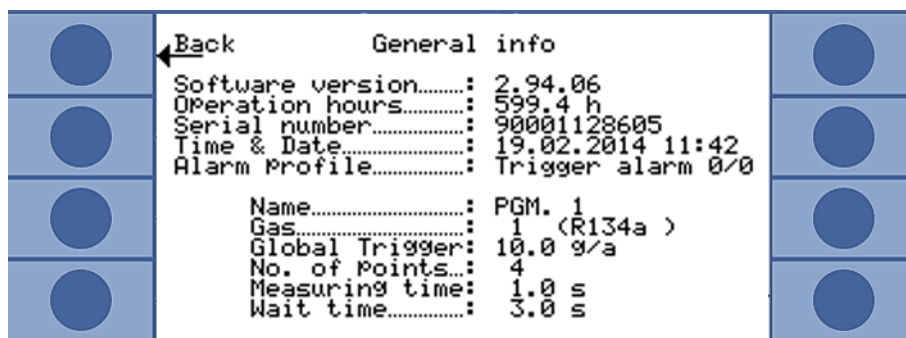 Back General info
Software version........: 2.94.06
Operation hours.........: 599.4 h
Serial number...........: 90001128605
Time & Date.............: 19.02.2014 11:42
Alarm Profile...........: Trigger alarm 0/0
Name....................: PGM. 1
Gas.....................: 1 (R134a )
Global Trigger: 10.0 g/a
No. of points...: 4
Measuring time: 1.0 s
Wait time...............: 3.0 s